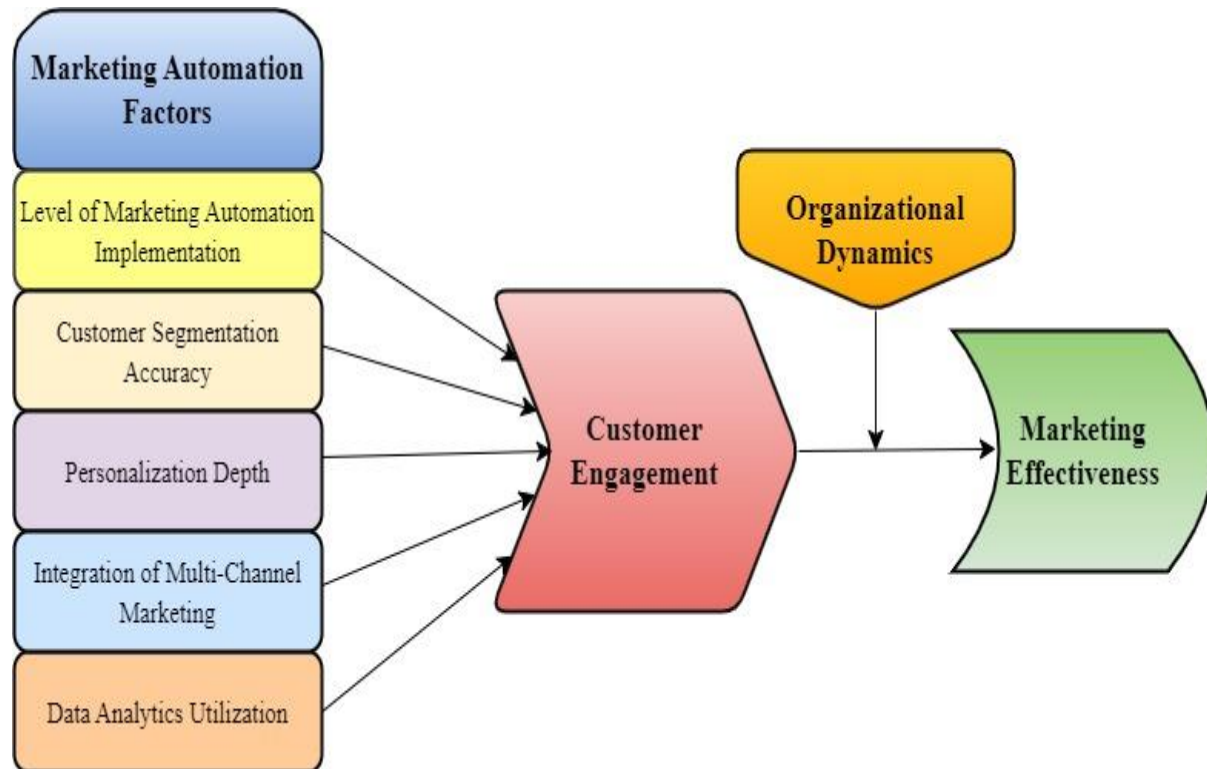 Marketing Automation
Factors
Level of Marketing Automation
Implementation
Customer Segmentation
Accuracy
Personalization Depth
Integration of Multi-Channel
Marketing
Data Analytics Utilization
Customer
Engagement
Organizational
Dynamics
Marketing
Effectiveness